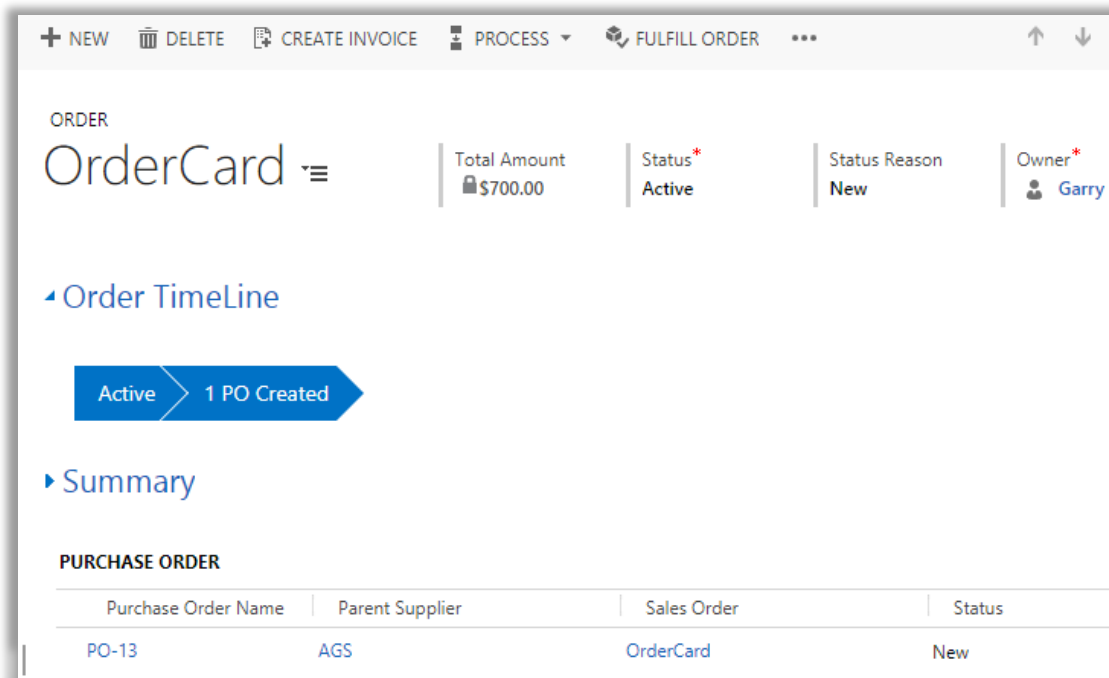 NEW DELETE CREATE INVOICE PROCESS FULFILL ORDER •••
ORDER
OrderCard
Total Amount Status* Status Reason Owner*
$700.00 Active New Garry
Order TimeLine
Active 1 PO Created
Summary
PURCHASE ORDER
Purchase Order Name Parent Supplier Sales Order Status
PO-13 AGS OrderCard New